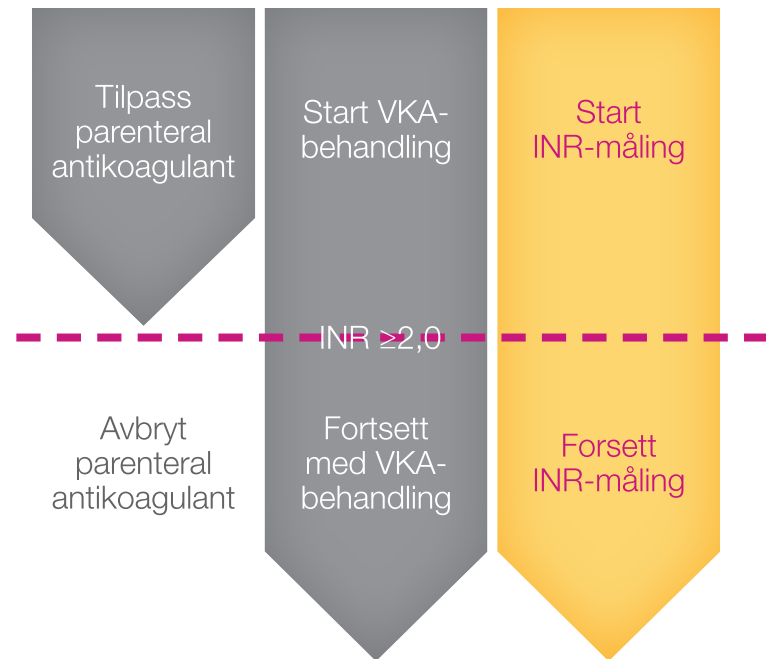 Tilpass
parenteral
antikoagulant
Start VKA-
behandling
Start
INR-måling
INR ≥2,0
Avbryt
parenteral
antikoagulant
Fortsett
med VKA-
behandling
Forsett
INR-måling